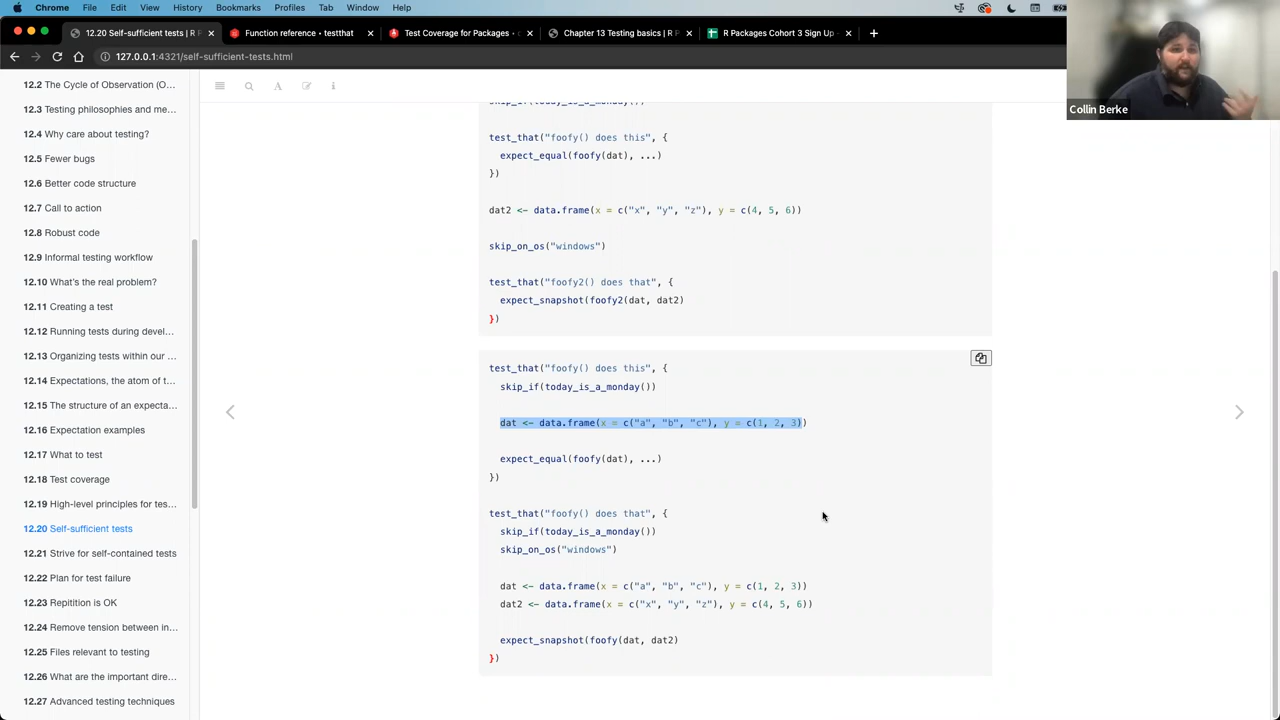 Chrome File Edit View History Bookmarks Profiles Tab Window Help
12.20 Self-sufficient tests | R P
Function reference • testthat
Test Coverage for Packages •
Chapter 13 Testing basics | R P
R Packages Cohort 3 Sign Up -
127.0.0.1:4321/self-sufficient-tests.html
Collin Berke
12.2 The Cycle of Observation (O...
12.3 Testing philosophies and me...
12.4 Why care about testing?
12.5 Fewer bugs
12.6 Better code structure
12.7 Call to action
12.8 Robust code
12.9 Informal testing workflow
12.10 What's the real problem?
12.11 Creating a test
12.12 Running tests during devel...
12.13 Organizing tests within our ...
12.14 Expectations, the atom of t...
12.15 The structure of an expecta...
12.16 Expectation examples
12.17 What to test
12.18 Test coverage
12.19 High-level principles for tes...
12.20 Self-sufficient tests
12.21 Strive for self-contained tests
12.22 Plan for test failure
12.23 Repitition is OK
12.24 Remove tension between in...
12.25 Files relevant to testing
12.26 What are the important dire...
12.27 Advanced testing techniques
skip_if(today_is_a_monday())
test_that("foofy() does this", {
expect_equal(foofy(dat), ...)
})
dat2 <- data.frame(x = c("x", "y", "z"), y = c(4, 5, 6))
skip_on_os("windows")
test_that("foofy2() does that", {
expect_snapshot(foofy2(dat, dat2)
})
test_that("foofy() does this", {
skip_if(today_is_a_monday())
dat <- data.frame(x = c("a", "b", "c"), y = c(1, 2, 3))
expect_equal(foofy(dat), ...)
})
test_that("foofy() does that", {
skip_if(today_is_a_monday())
skip_on_os("windows")
dat <- data.frame(x = c("a", "b", "c"), y = c(1, 2, 3))
dat2 <- data.frame(x = c("x", "y", "z"), y = c(4, 5, 6))
expect_snapshot(foofy(dat, dat2)
})